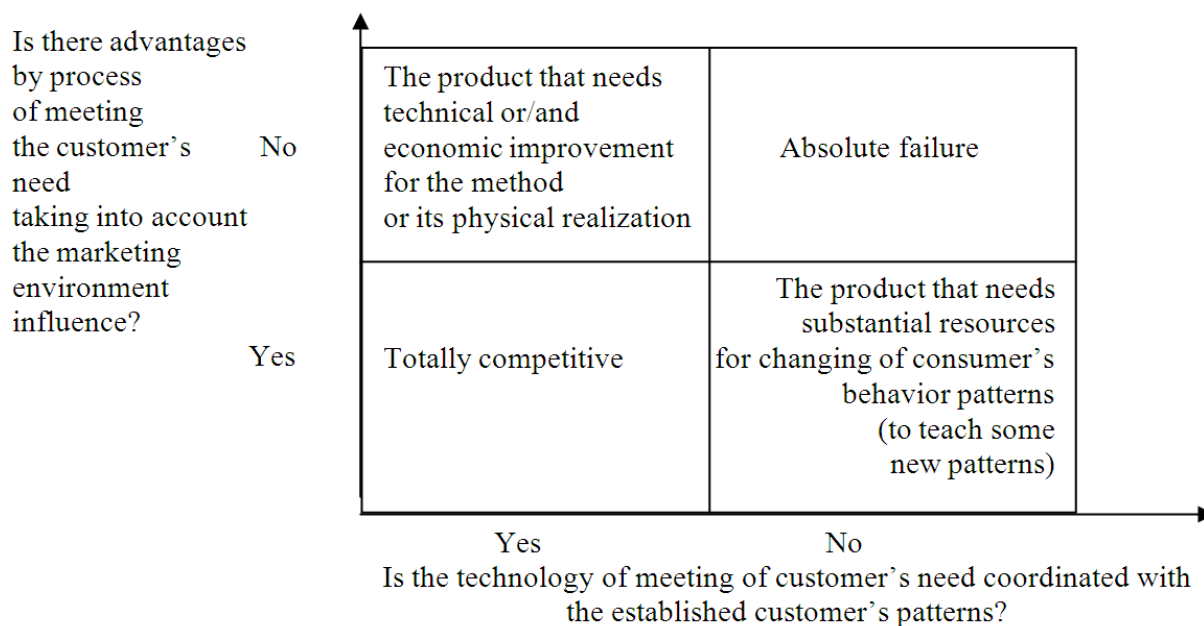 Is there advantages
by process
of meeting
the customer's
need
taking into account
the marketing
environment
influence?
No
Yes
The product that needs
technical or/and
economic improvement
for the method
or its physical realization
Absolute failure
Totally competitive
The product that needs
substantial resources
for changing of consumer's
behavior patterns
(to teach some
new patterns)
Yes
No
Is the technology of meeting of customer's need coordinated with
the established customer's patterns?